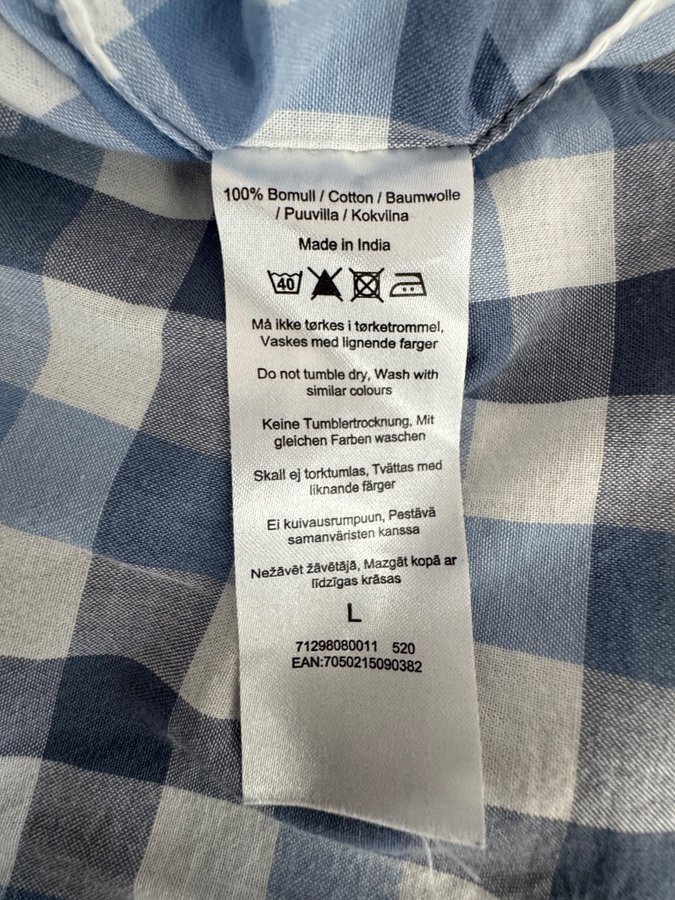 100% Bomull / Cotton / Baumwolle
/ Puuvilla / Kokvilna
Made in India
40
Må ikke tørkes i tørketrommel,
Vaskes med lignende farger
Do not tumble dry, Wash with
similar colours
Keine Tumblertrocknung, Mit
gleichen Farben waschen
Skall ej torktumlas, Tvättas med
liknande färger
Ei kuivausrumpuun, Pestävä
samanväristen kanssa
Nežāvēt žāvētājā, Mazgāt kopā ar
līdzīgas krāsas
L
71298080011 520
EAN:7050215090382